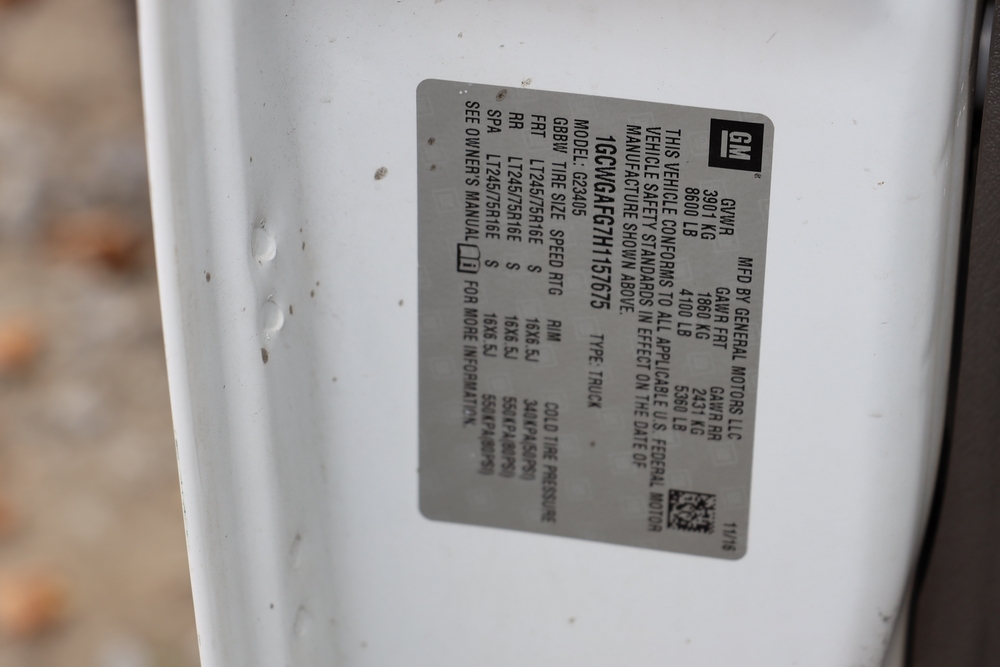 GM
MFD BY GENERAL MOTORS LLC 11/16
GVWR GAWR FRT GAWR RR
3901 KG 1860 KG 2431 KG
8600 LB 4100 LB 5360 LB
THIS VEHICLE CONFORMS TO ALL APPLICABLE U.S. FEDERAL MOTOR
VEHICLE SAFETY STANDARDS IN EFFECT ON THE DATE OF
MANUFACTURE SHOWN ABOVE.
1GCWGAFG7H1157675 TYPE: TRUCK
MODEL: G23405
GBBW TIRE SIZE SPEED RTG RIM COLD TIRE PRESSURE
FRT LT245/75R16E S 16X6.5J 340KPA(50PSI)
RR LT245/75R16E S 16X6.5J 550KPA(80PSI)
SPA LT245/75R16E S 16X6.5J 550KPA(80PSI)
SEE OWNER'S MANUAL FOR MORE INFORMATION.